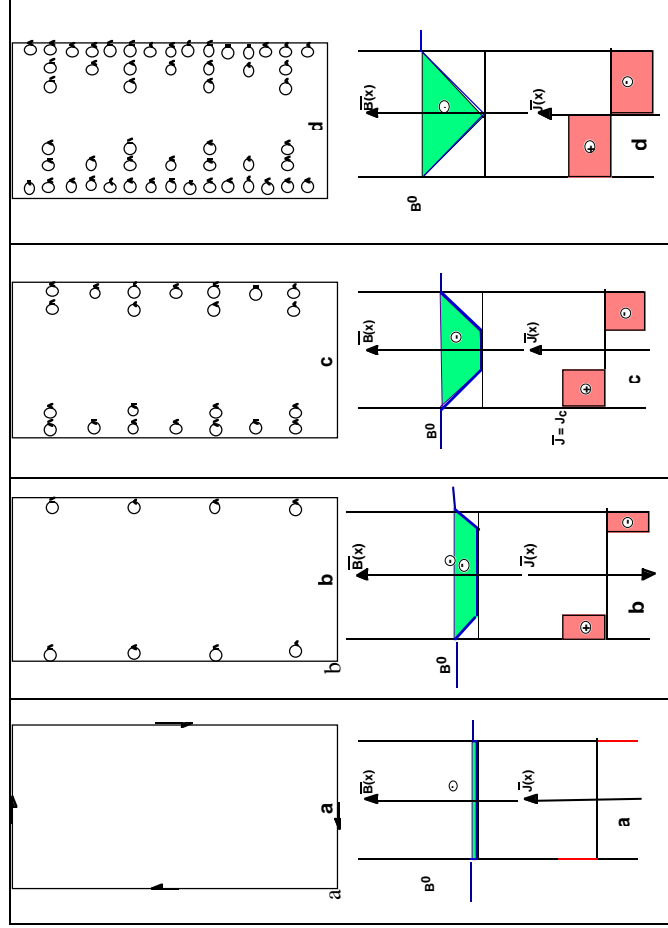 d
B(x)
J(x)
B0
-
-
+
d
c
B(x)
J(x)
B0
-
-
+
J = Jc
c
b
b
B(x)
J(x)
B0
-
-
-
+
b
a
a
B(x)
J(x)
B0
-
a